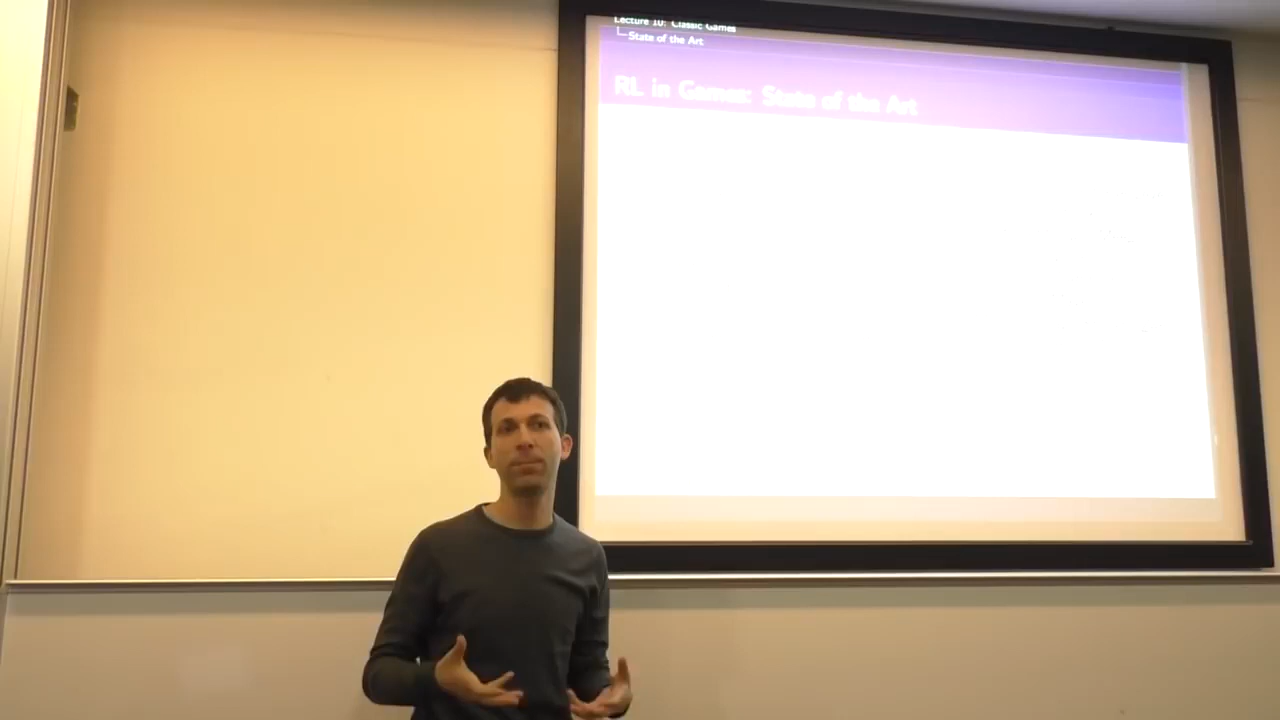 Lecture 10: Classic Games
State of the Art
RL in Games: State of the Art